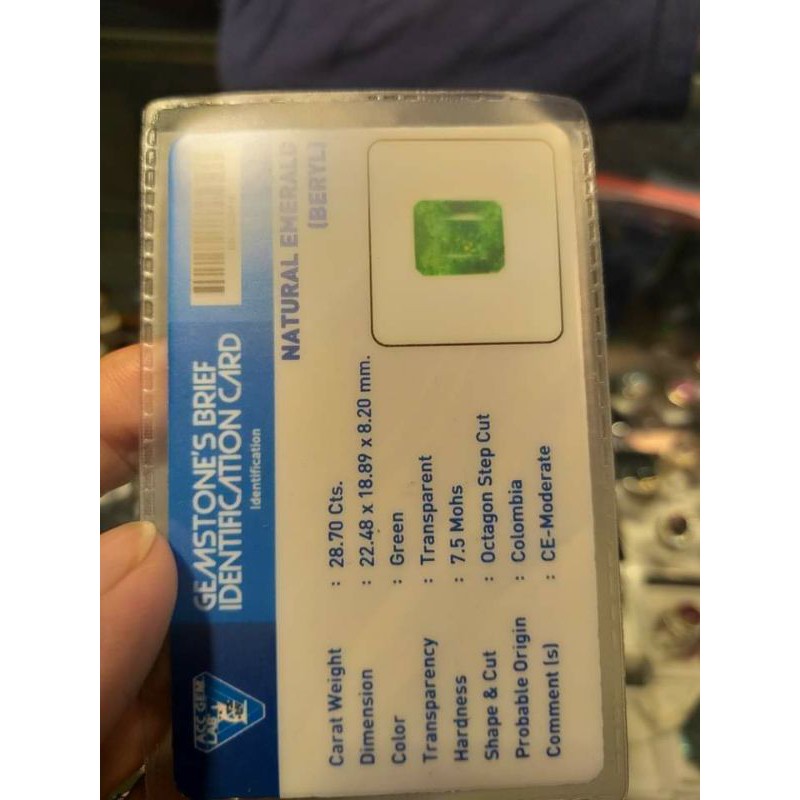 GEMSTONE'S BRIEF
IDENTIFICATION CARD
Identification
NATURAL EMERALD
(BERYL)
Carat Weight : 28.70 Cts.
Dimension : 22.48 x 18.89 x 8.20 mm.
Color : Green
Transparency : Transparent
Hardness : 7.5 Mohs
Shape & Cut : Octagon Step Cut
Probable Origin : Colombia
Comment (s) : CE-Moderate